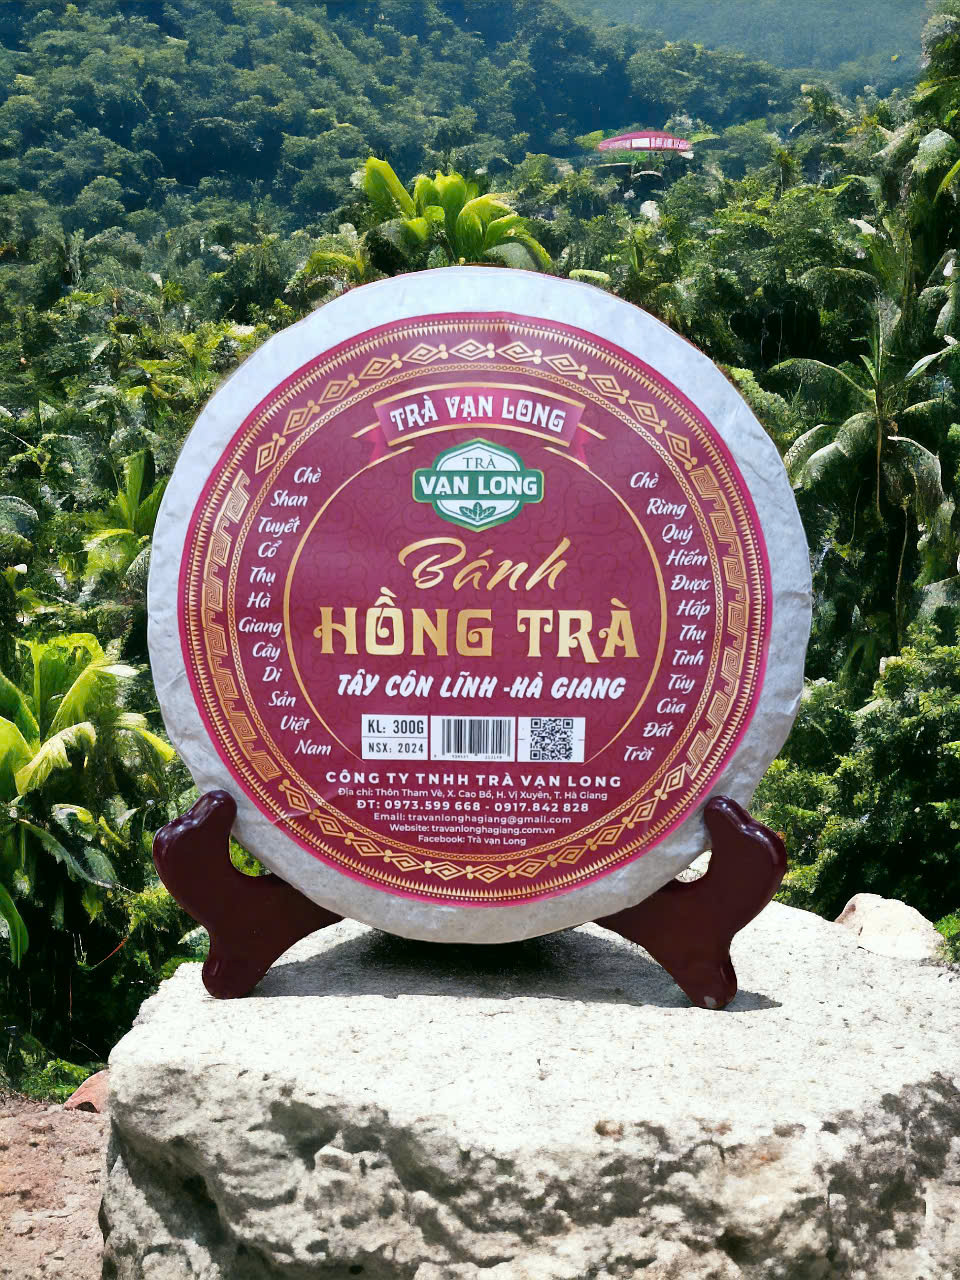 TRÀ VẠN LONG
TRÀ
VẠN LONG
Bánh
HỒNG TRÀ
TÂY CÔN LĨNH -HÀ GIANG
Chè
Shan
Tuyết
Cổ
Thụ
Hà
Giang
Cây
Di
Sản
Việt
Nam
Chè
Rừng
Quý
Hiếm
Được
Hấp
Thụ
Tinh
Túy
Của
Đất
Trời
KL: 300G
NSX: 2024
CÔNG TY TNHH TRÀ VẠN LONG
Địa chỉ: Thôn Tham Vè, X. Cao Bồ, H. Vị Xuyên, T. Hà Giang
ĐT: 0973.599 668 - 0917.842 828
Email: travanlonghagiang@gmail.com
Website: travanlonghagiang.com.vn
Facebook: Trà vạn Long